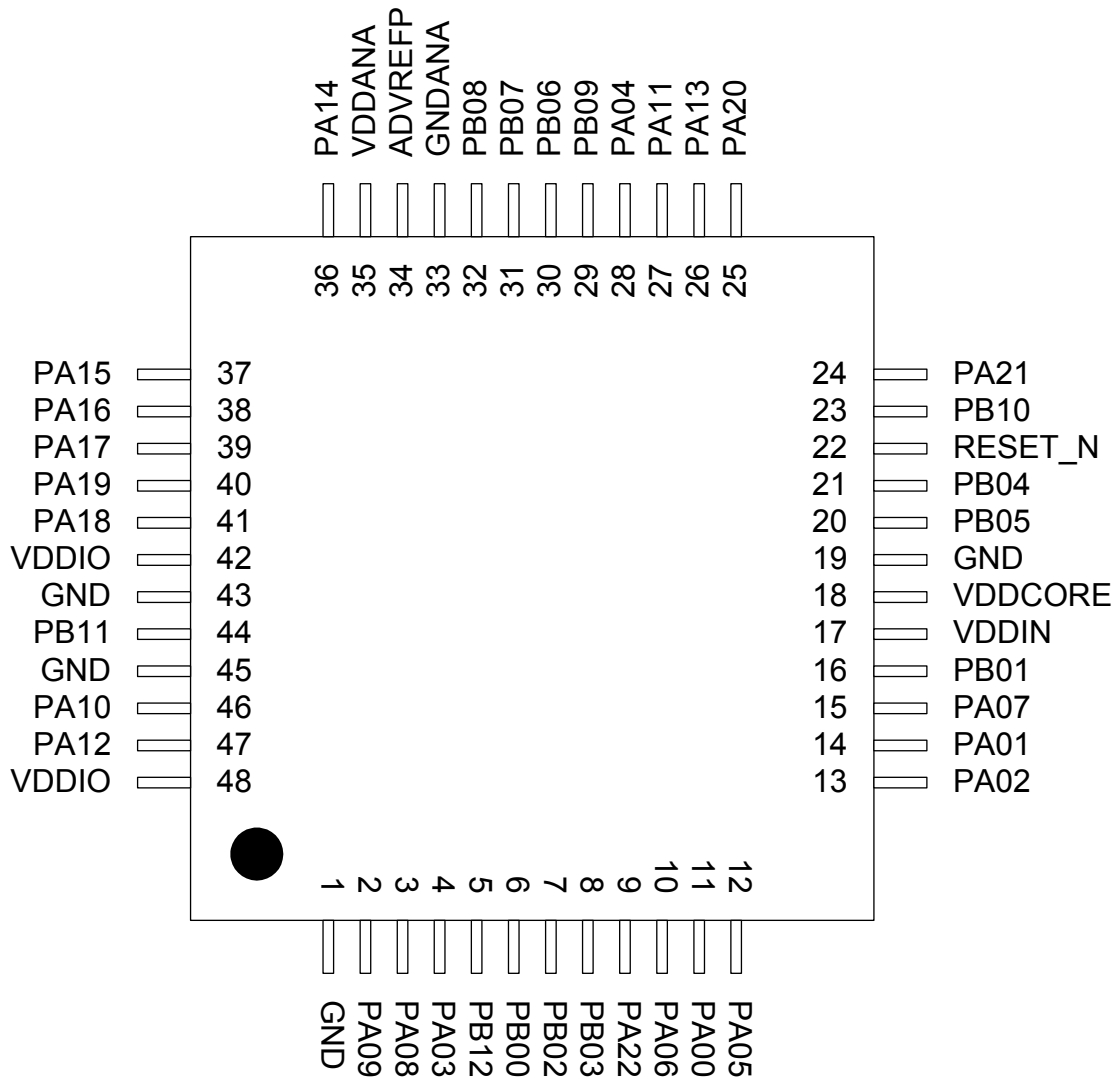 PA14
VDDANA
ADVREFP
GNDANA
PB08
PB07
PB06
PB09
PA04
PA11
PA13
PA20
36
35
34
33
32
31
30
29
28
27
26
25
PA15 37
PA16 38
PA17 39
PA19 40
PA18 41
VDDIO 42
GND 43
PB11 44
GND 45
PA10 46
PA12 47
VDDIO 48
24 PA21
23 PB10
22 RESET_N
21 PB04
20 PB05
19 GND
18 VDDCORE
17 VDDIN
16 PB01
15 PA07
14 PA01
13 PA02
1
2
3
4
5
6
7
8
9
10
11
12
GND
PA09
PA08
PA03
PB12
PB00
PB02
PB03
PA22
PA06
PA00
PA05